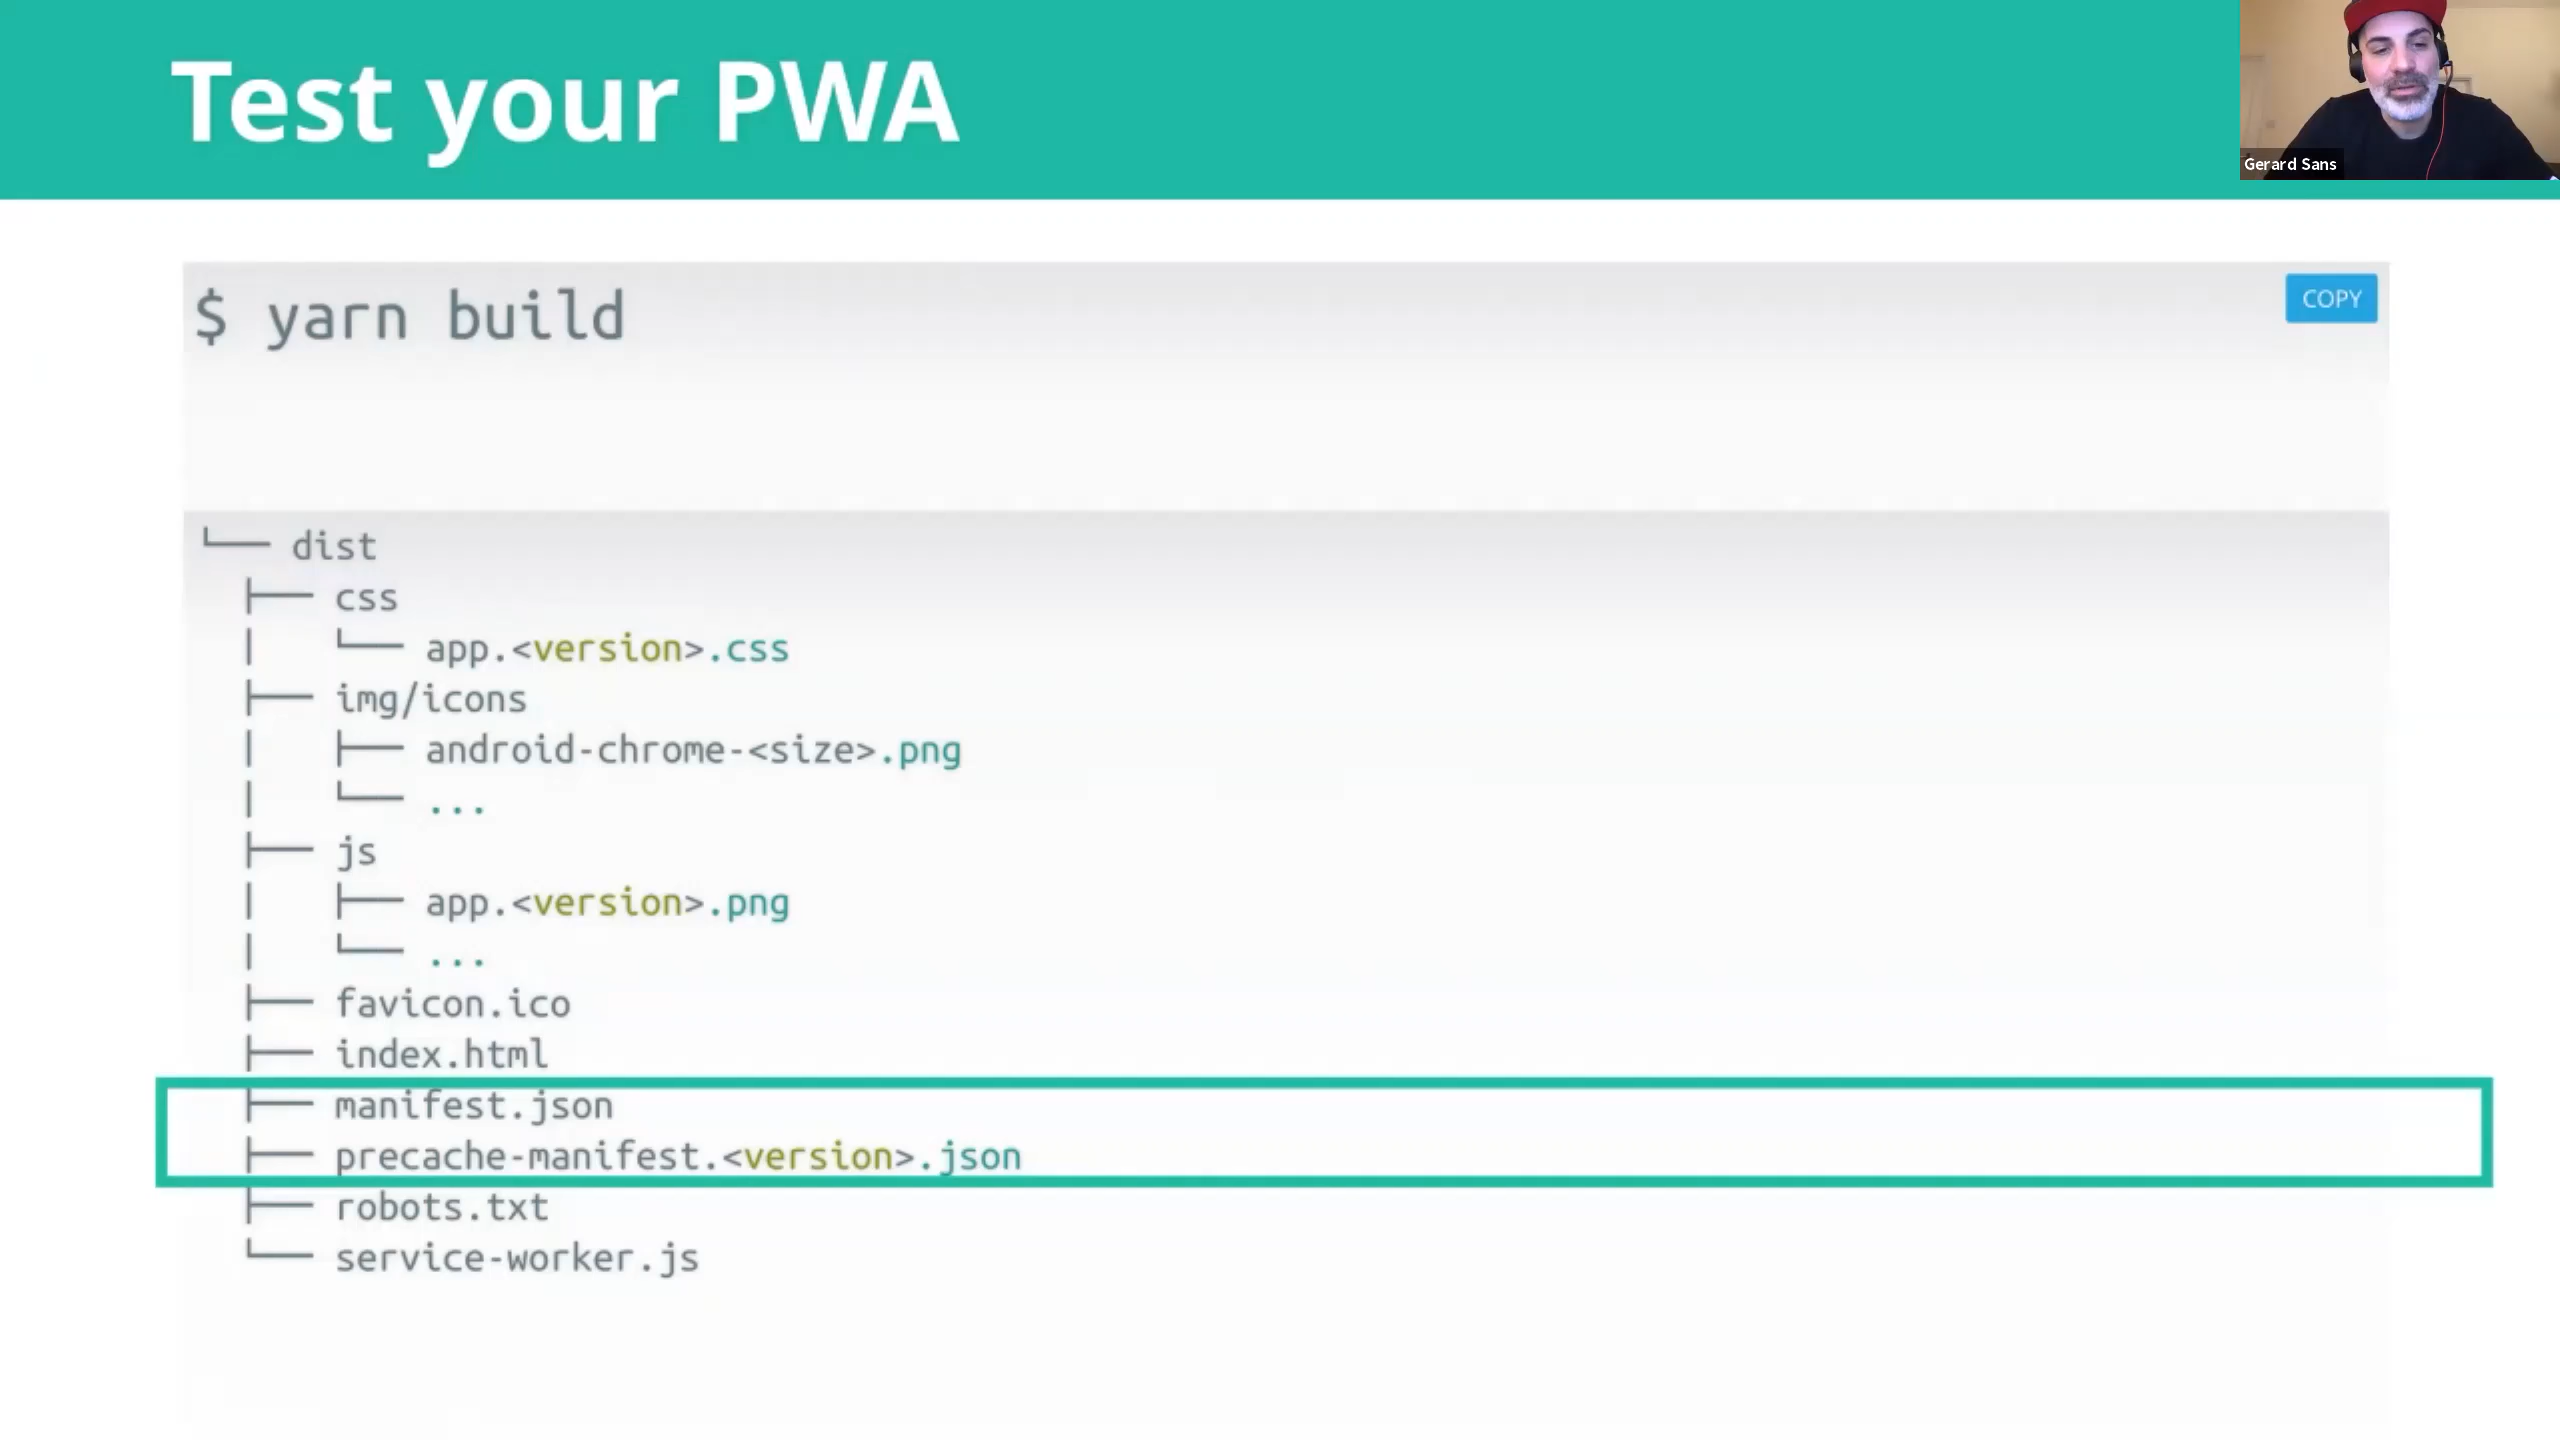 Test your PWA
Gerard Sans
$ yarn build
COPY
└── dist
├── css
│   └── app.<version>.css
├── img/icons
│   ├── android-chrome-<size>.png
│   └── ...
├── js
│   ├── app.<version>.png
│   └── ...
├── favicon.ico
├── index.html
├── manifest.json
├── precache-manifest.<version>.json
├── robots.txt
└── service-worker.js